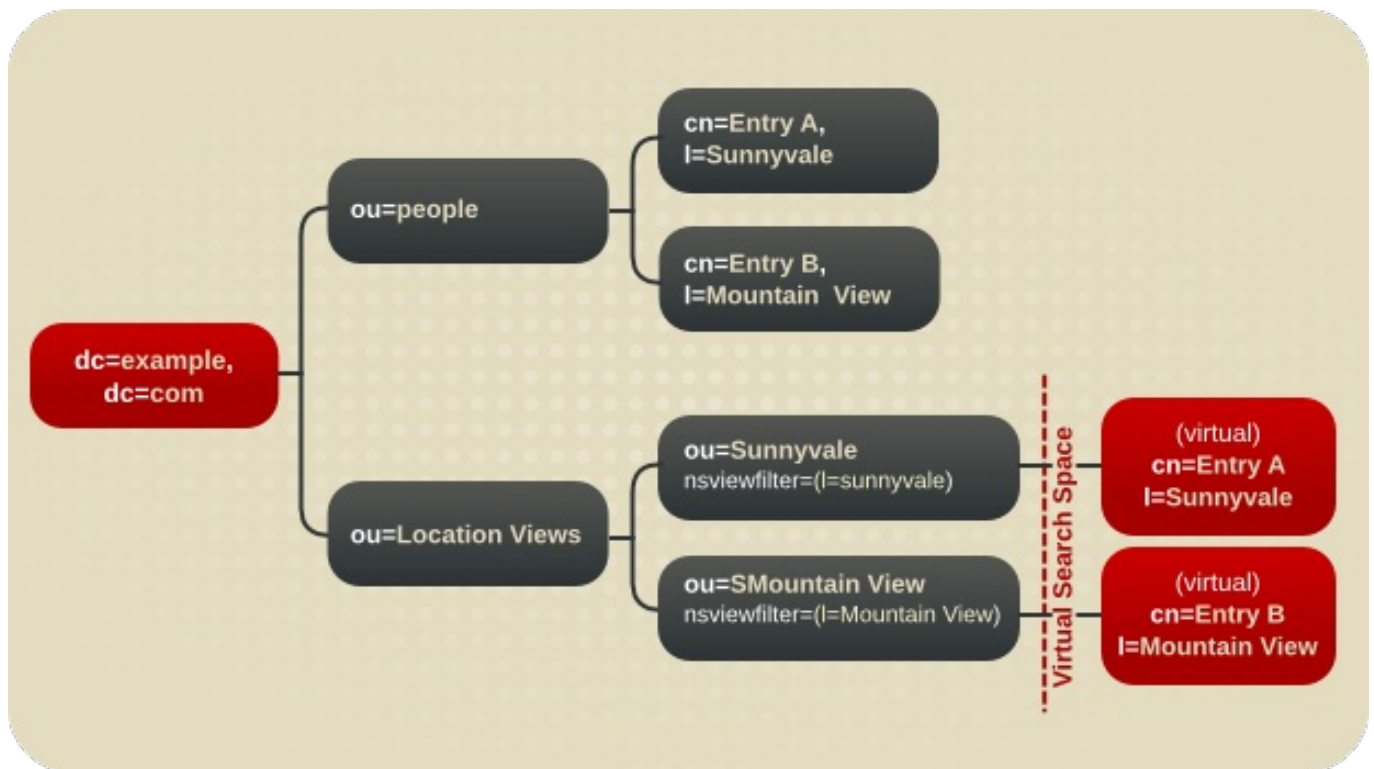 cn=Entry A,
l=Sunnyvale
ou=people
cn=Entry B,
l=Mountain View
dc=example,
dc=com
ou=Sunnyvale
nsviewfilter=(l=sunnyvale)
ou=Location Views
ou=SMountain View
nsviewfilter=(l=Mountain View)
Virtual Search Space
(virtual)
cn=Entry A
l=Sunnyvale
(virtual)
cn=Entry B
l=Mountain View